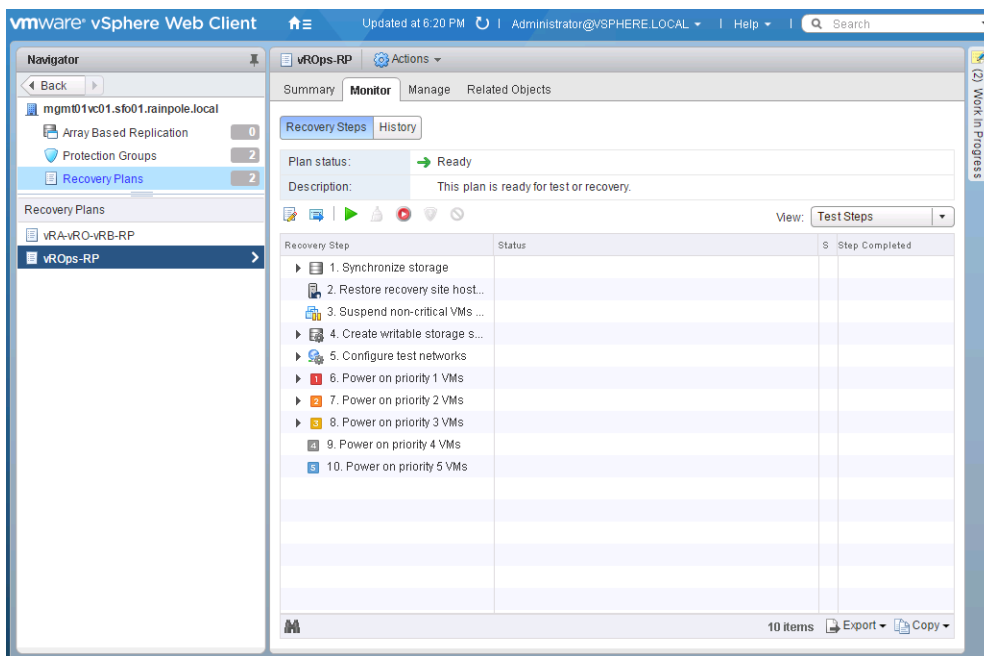 vmware® vSphere Web Client Updated at 6:20 PM | Administrator@VSPHERE.LOCAL | Help | Search
Navigator
Back
mgmt01vc01.sfo01.rainpole.local
Array Based Replication 0
Protection Groups 2
Recovery Plans 2
Recovery Plans
vRA-vRO-vRB-RP
vROps-RP
vROps-RP Actions
Summary Monitor Manage Related Objects
Recovery Steps History
Plan status: Ready
Description: This plan is ready for test or recovery.
View: Test Steps
Recovery Step Status S Step Completed
1. Synchronize storage
2. Restore recovery site host...
3. Suspend non-critical VMs ...
4. Create writable storage s...
5. Configure test networks
1 6. Power on priority 1 VMs
2 7. Power on priority 2 VMs
3 8. Power on priority 3 VMs
4 9. Power on priority 4 VMs
5 10. Power on priority 5 VMs
10 items Export Copy
(2) Work In Progress